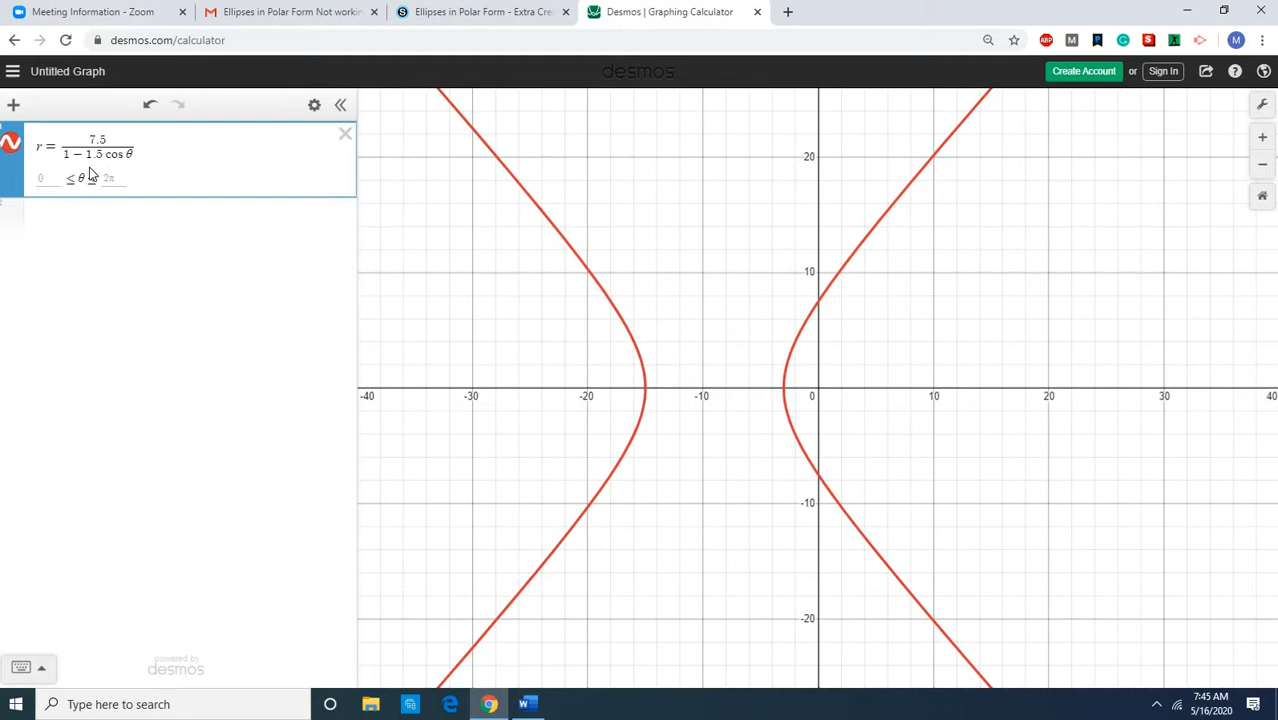 Meeting Information - Zoom
Ellipses in Polar Form Not workin
Ellipses in Polar Form - Extra Cre
Desmos | Graphing Calculator
desmos.com/calculator
ABP
M
M
Untitled Graph
desmos
Create Account or Sign In
r = 7.5 / (1 − 1.5 cos θ)
0 ≤ θ ≤ 2π
20
10
-40 -30 -20 -10 0 10 20 30 40
-10
-20
powered by
desmos
Type here to search
7:45 AM
5/16/2020